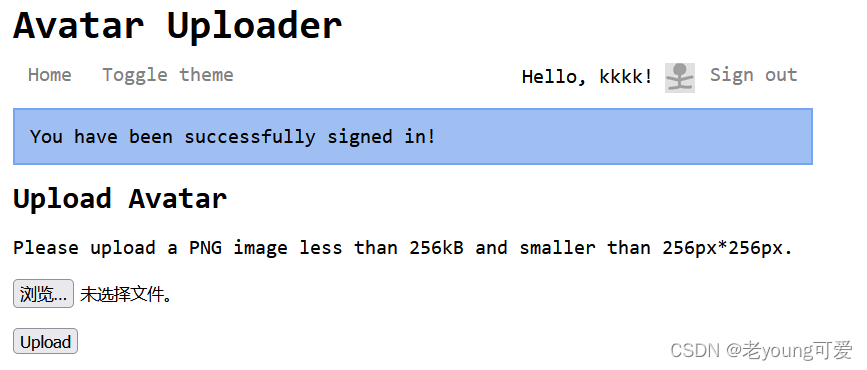 Avatar Uploader
Home Toggle theme Hello, kkkk! Sign out
You have been successfully signed in!
Upload Avatar
Please upload a PNG image less than 256kB and smaller than 256px*256px.
浏览... 未选择文件。
Upload
CSDN @老young可爱